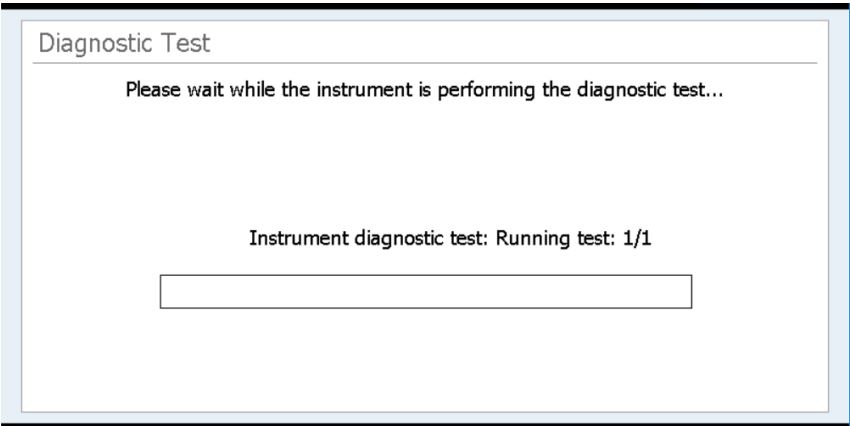 Diagnostic Test
Please wait while the instrument is performing the diagnostic test...
Instrument diagnostic test: Running test: 1/1